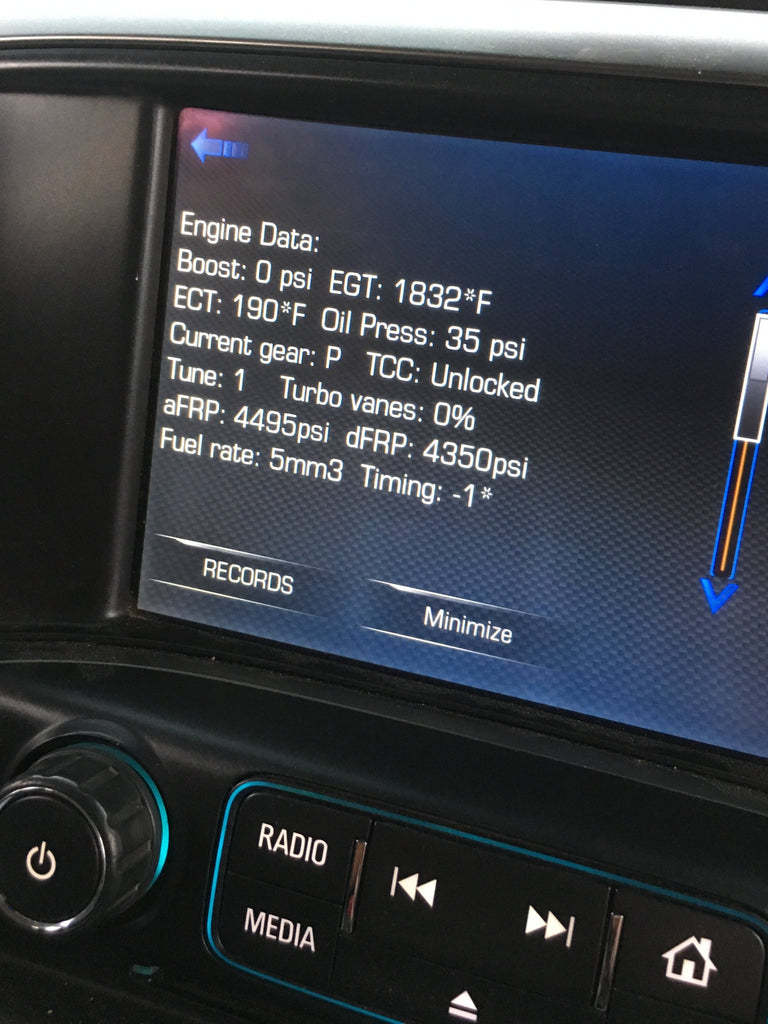 Engine Data:
Boost: 0 psi EGT: 1832*F
ECT: 190*F Oil Press: 35 psi
Current gear: P TCC: Unlocked
Tune: 1 Turbo vanes: 0%
aFRP: 4495psi dFRP: 4350psi
Fuel rate: 5mm3 Timing: -1*
RECORDS
Minimize
RADIO
MEDIA